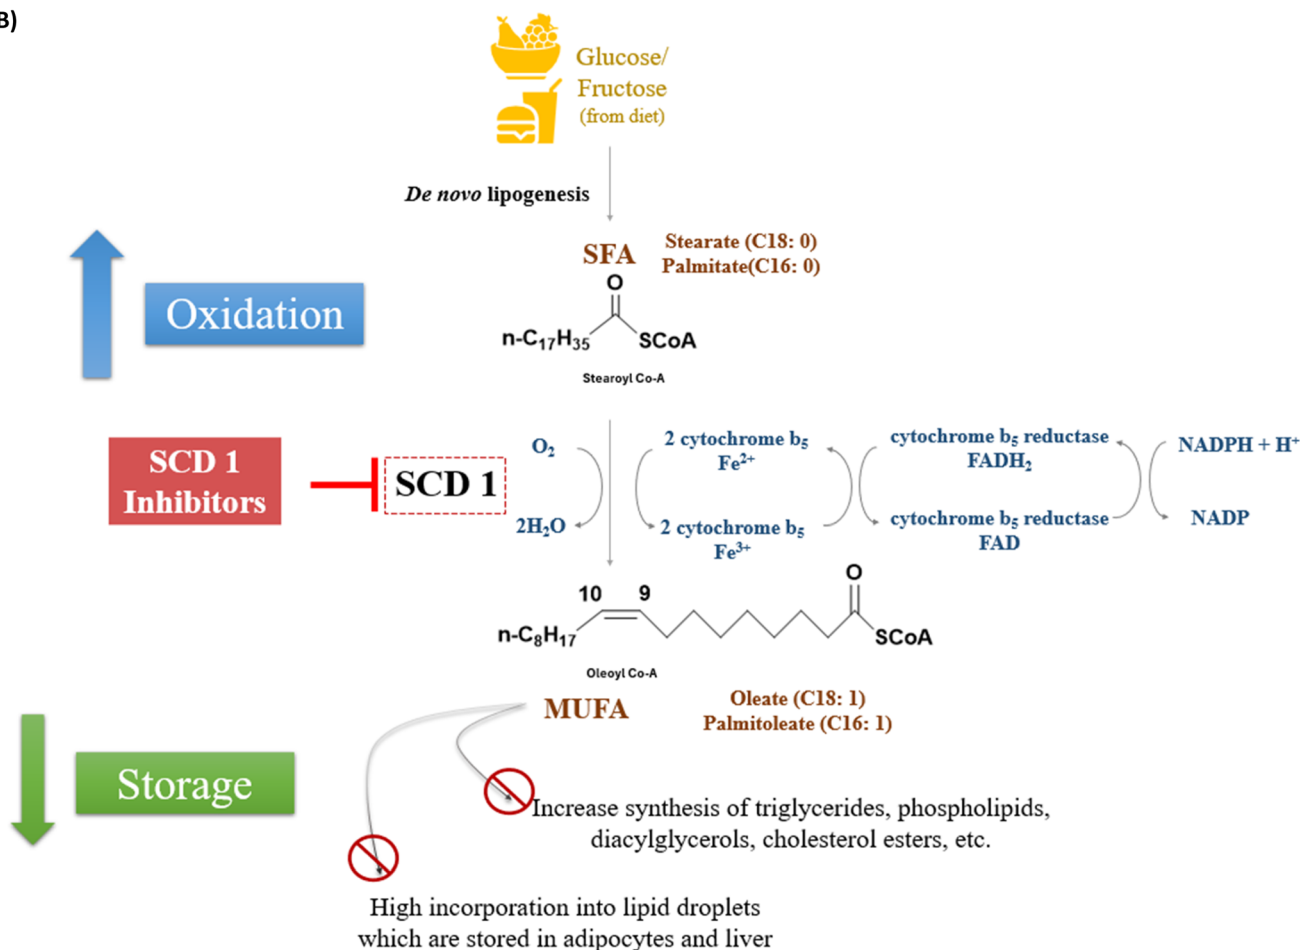 B)
Glucose/
Fructose
(from diet)
De novo lipogenesis
SFA
Stearate (C18: 0)
Palmitate(C16: 0)
O
n-C₁₇H₃₅
SCoA
Stearoyl Co-A
Oxidation
SCD 1
Inhibitors
SCD 1
O₂
2H₂O
2 cytochrome b₅
Fe²⁺
2 cytochrome b₅
Fe³⁺
cytochrome b₅ reductase
FADH₂
cytochrome b₅ reductase
FAD
NADPH + H⁺
NADP
10 9
O
n-C₈H₁₇
SCoA
Oleoyl Co-A
MUFA
Oleate (C18: 1)
Palmitoleate (C16: 1)
Storage
Increase synthesis of triglycerides, phospholipids,
diacylglycerols, cholesterol esters, etc.
High incorporation into lipid droplets
which are stored in adipocytes and liver